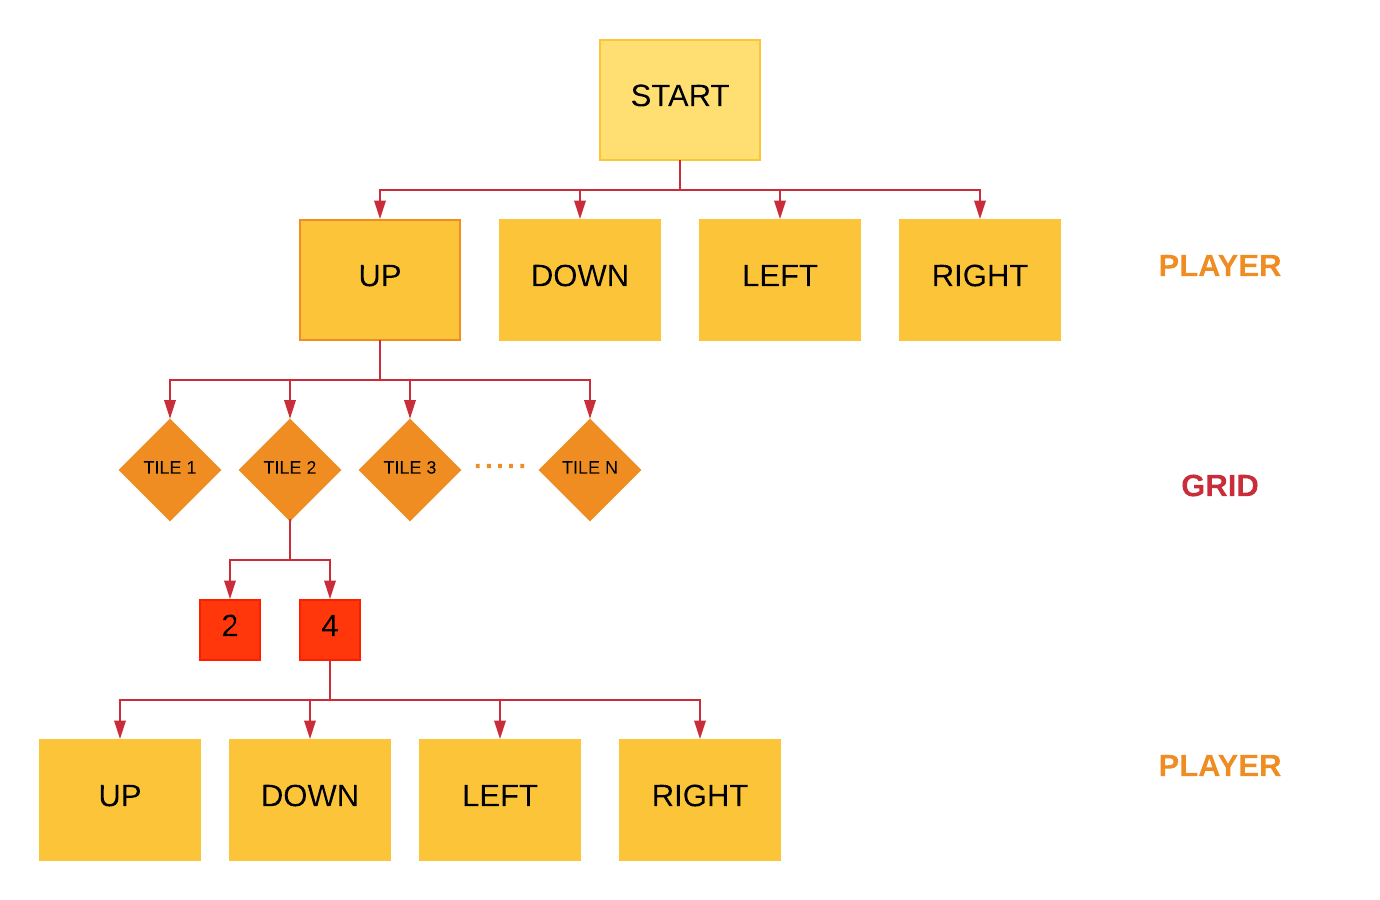 START
UP
DOWN
LEFT
RIGHT
PLAYER
TILE 1
TILE 2
TILE 3
TILE N
GRID
2
4
UP
DOWN
LEFT
RIGHT
PLAYER